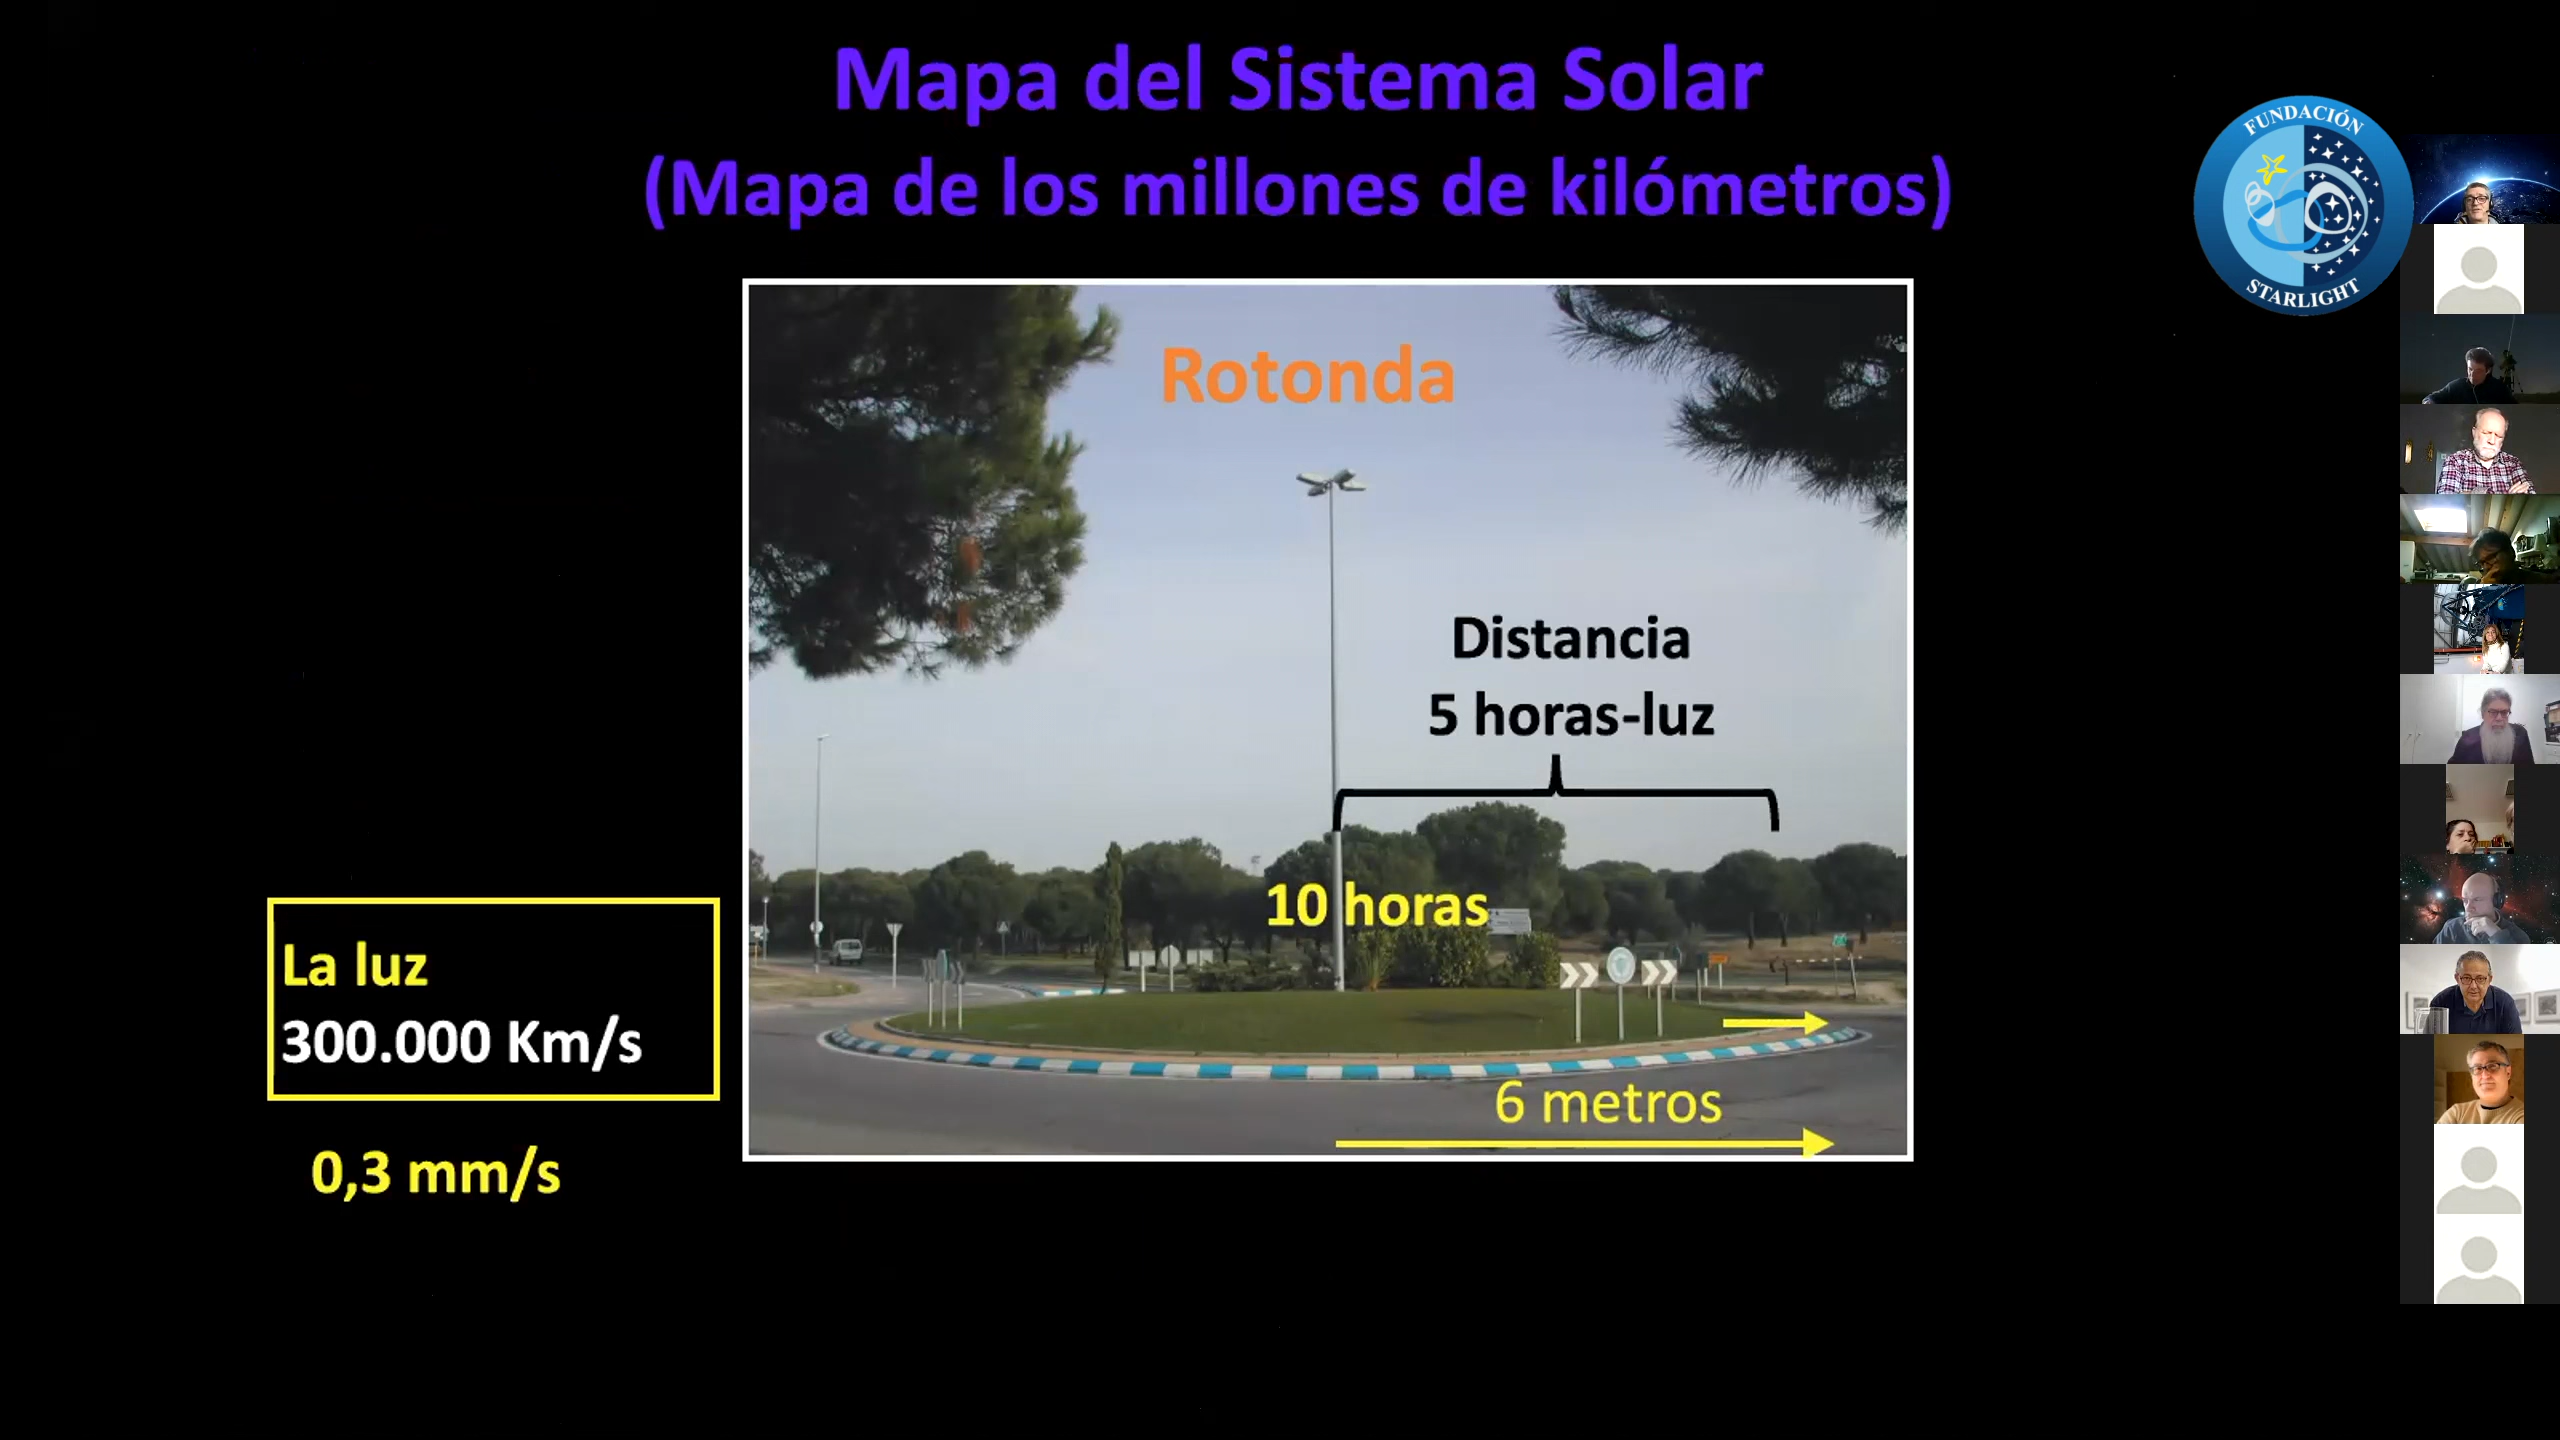 Mapa del Sistema Solar
(Mapa de los millones de kilómetros)
FUNDACIÓN
STARLIGHT
Rotonda
Distancia
5 horas-luz
10 horas
La luz
300.000 Km/s
6 metros
0,3 mm/s